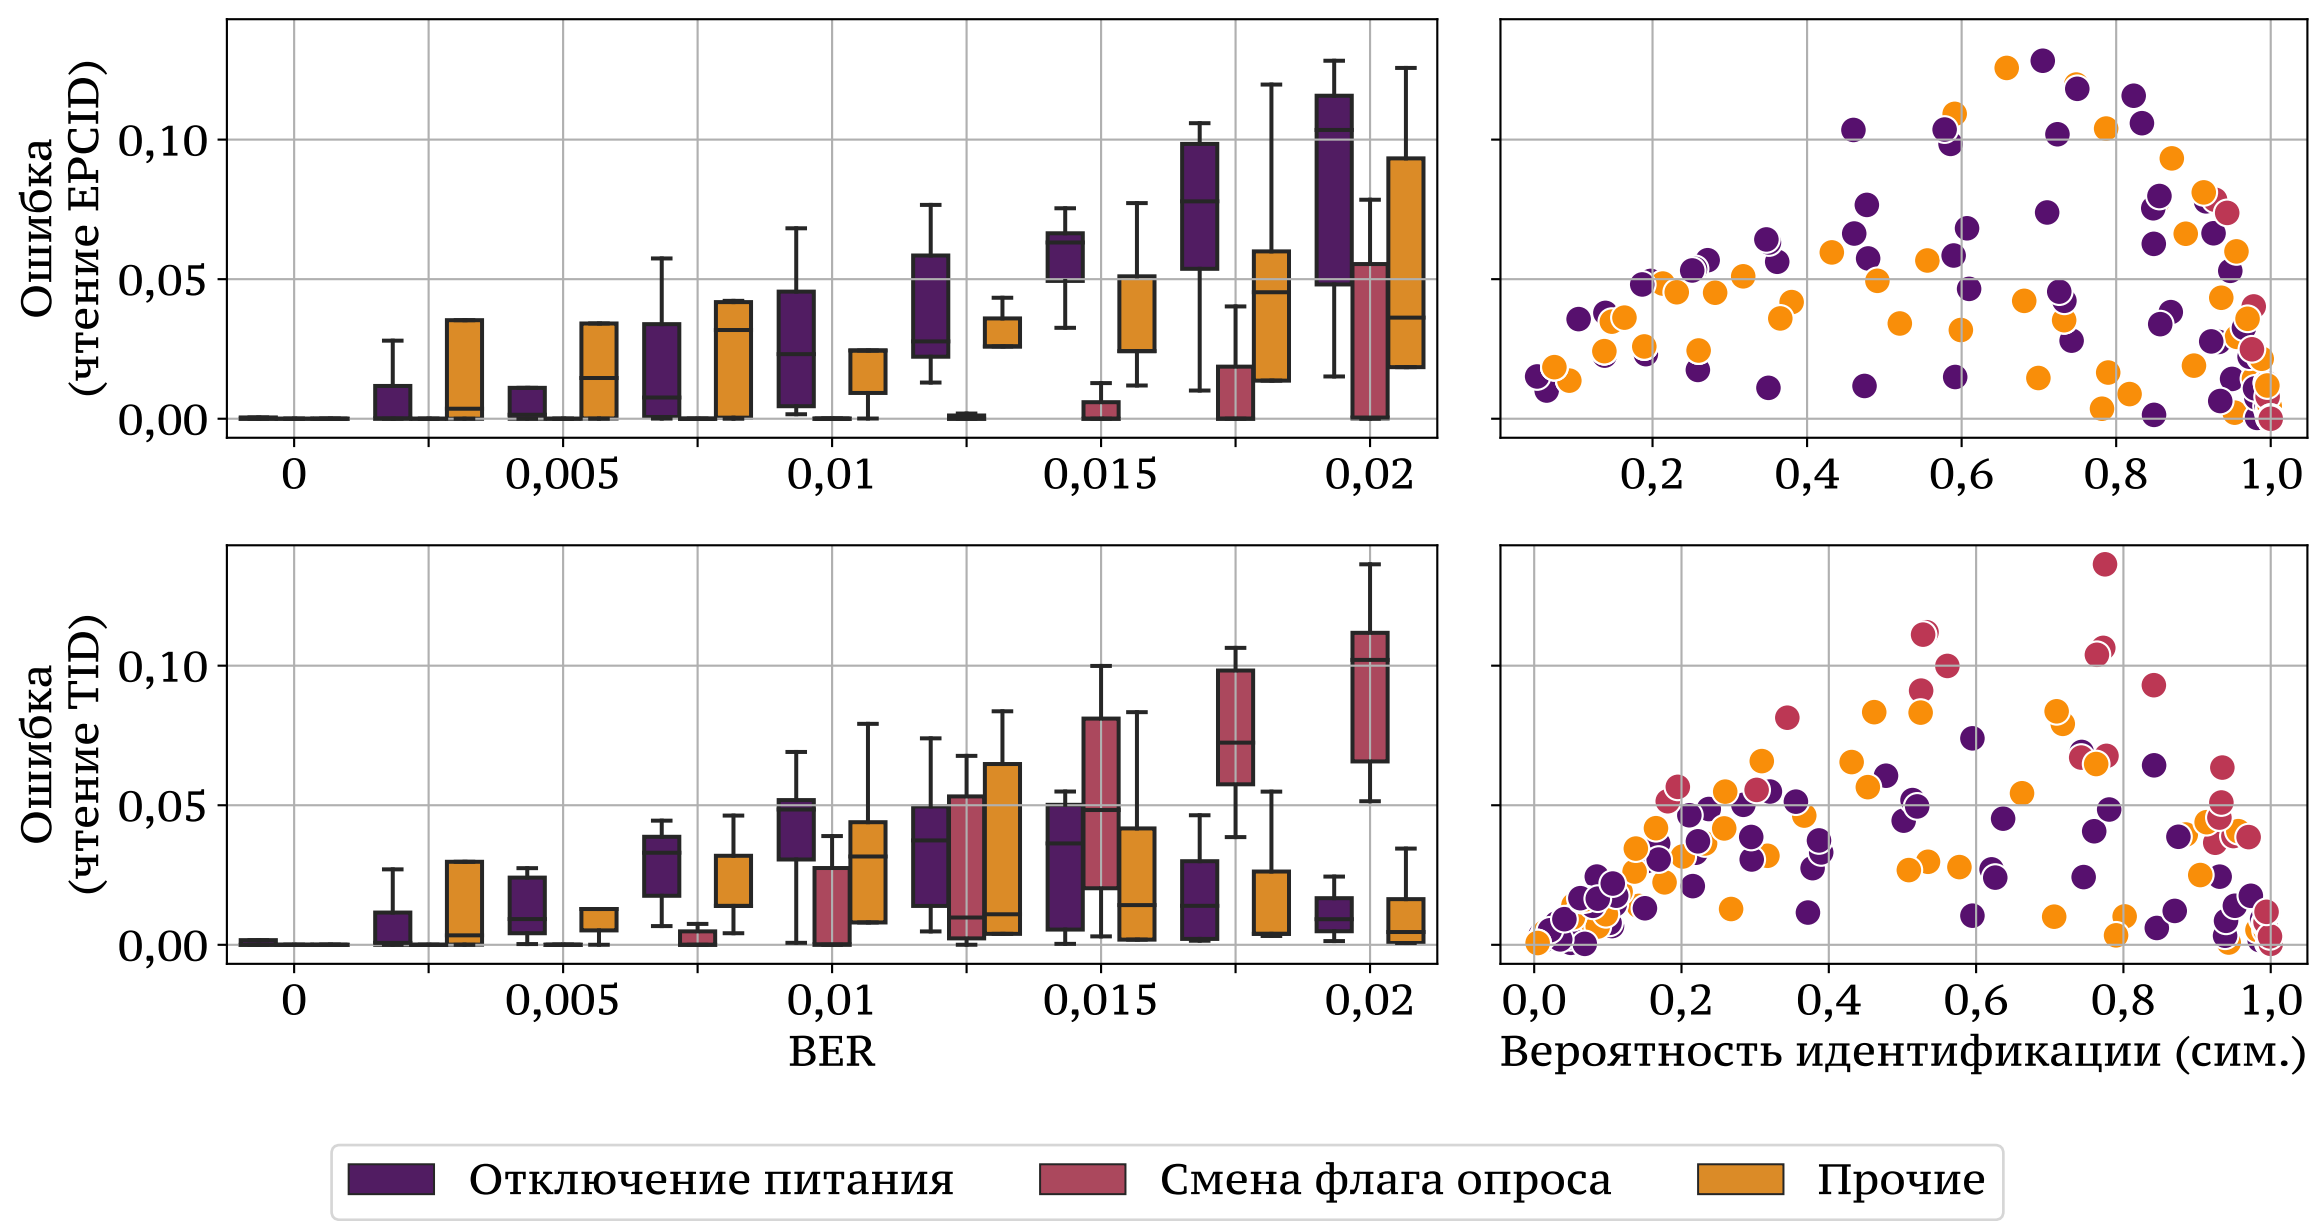 Ошибка
(чтение EPCID)
0,10
0,05
0,00
0 0,005 0,01 0,015 0,02
0,2 0,4 0,6 0,8 1,0
Ошибка
(чтение TID)
0,10
0,05
0,00
0 0,005 0,01 0,015 0,02
BER
0,0 0,2 0,4 0,6 0,8 1,0
Вероятность идентификации (сим.)
Отключение питания Смена флага опроса Прочие